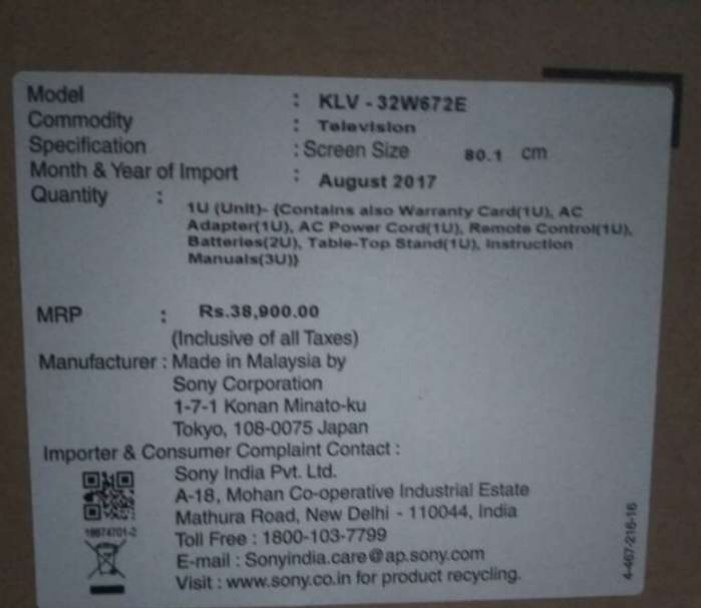 Model : KLV - 32W672E
Commodity : Television
Specification : Screen Size 80.1 cm
Month & Year of Import : August 2017
Quantity :
1U (Unit)- {Contains also Warranty Card(1U), AC
Adapter(1U), AC Power Cord(1U), Remote Control(1U),
Batteries(2U), Table-Top Stand(1U), Instruction
Manuals(3U)}
MRP : Rs.38,900.00
(Inclusive of all Taxes)
Manufacturer : Made in Malaysia by
Sony Corporation
1-7-1 Konan Minato-ku
Tokyo, 108-0075 Japan
Importer & Consumer Complaint Contact :
Sony India Pvt. Ltd.
A-18, Mohan Co-operative Industrial Estate
Mathura Road, New Delhi - 110044, India
Toll Free : 1800-103-7799
E-mail : Sonyindia.care@ap.sony.com
Visit : www.sony.co.in for product recycling.
4-467-216-16